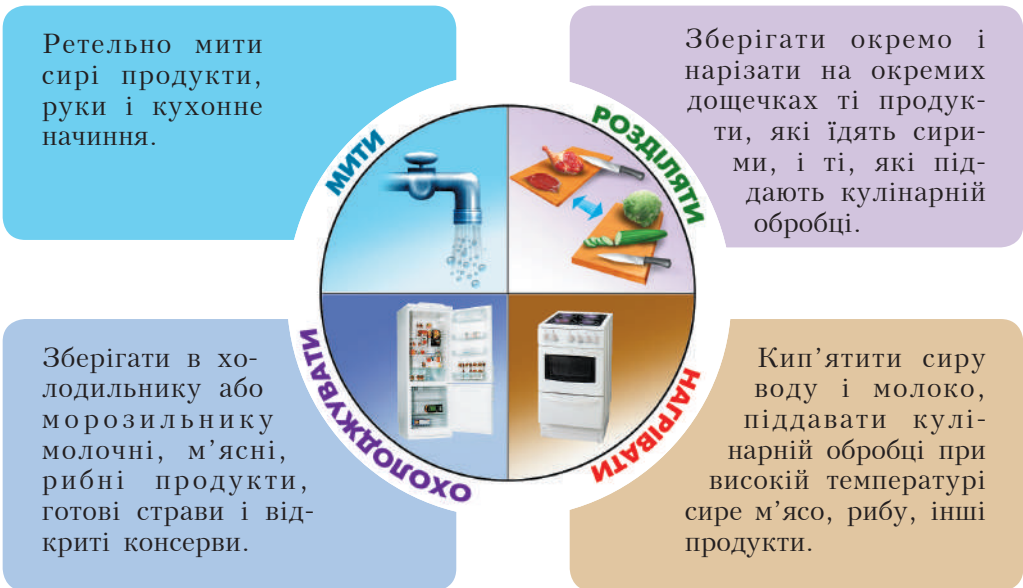 Ретельно мити
сирі продукти,
руки і кухонне
начиння.
МИТИ
Зберігати окремо і
нарізати на окремих
дощечках ті продук-
ти, які їдять сири-
ми, і ті, які під-
дають кулінарній
обробці.
РОЗДІЛЯТИ
Зберігати в хо-
лодильнику або
морозильнику
молочні, м’ясні,
рибні продукти,
готові страви і від-
криті консерви.
ОХОЛОДЖУВАТИ
Кип’ятити сиру
воду і молоко,
піддавати кулі-
нарній обробці при
високій температурі
сире м’ясо, рибу, інші
продукти.
НАГРІВАТИ